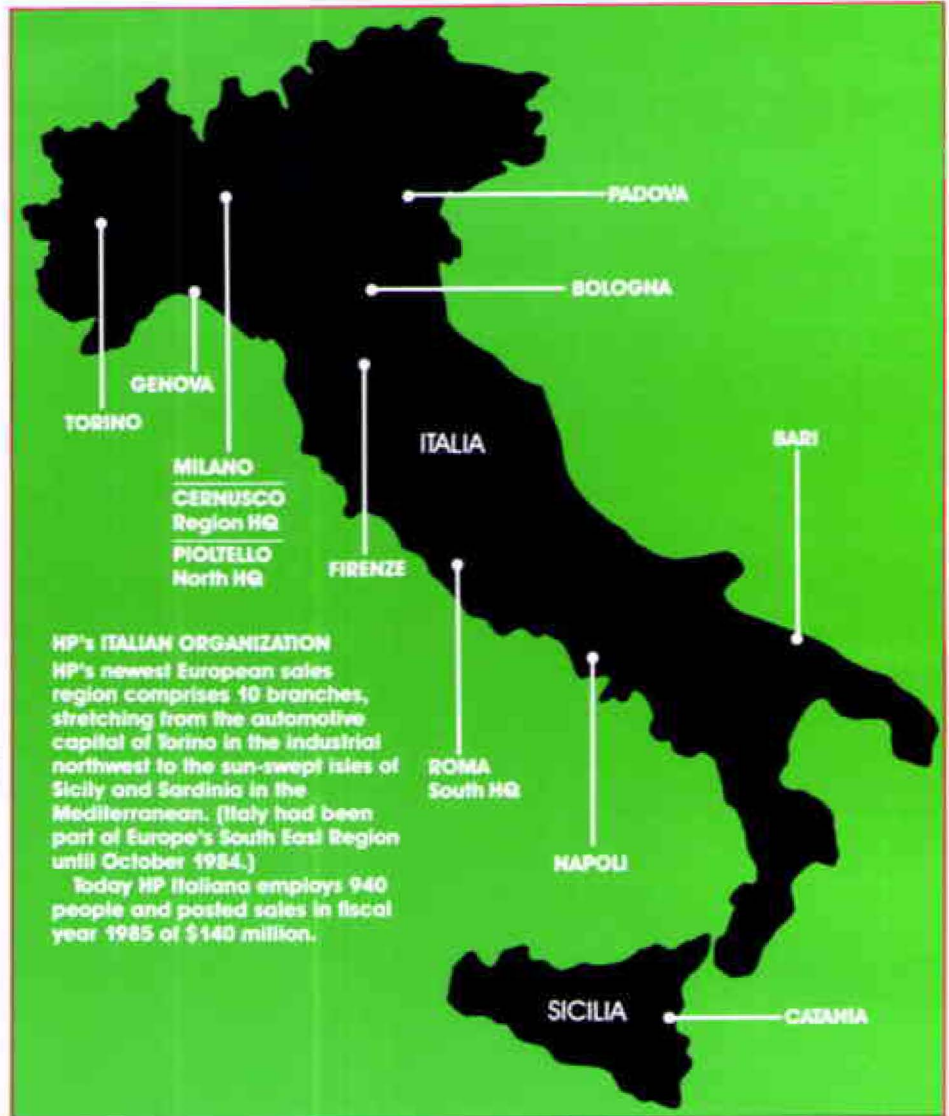 PADOVA
BOLOGNA
GENOVA
TORINO
ITALIA
BARI
MILANO
CERNUSCO
Region HQ
PIOLTELLO
North HQ
FIRENZE
HP's ITALIAN ORGANIZATION
HP's newest European sales
region comprises 10 branches,
stretching from the automotive
capital of Torino in the industrial
northwest to the sun-swept isles of
Sicily and Sardinia in the
Mediterranean. (Italy had been
part of Europe's South East Region
until October 1984.)
Today HP Italiana employs 940
people and posted sales in fiscal
year 1985 of $140 million.
ROMA
South HQ
NAPOLI
SICILIA
CATANIA